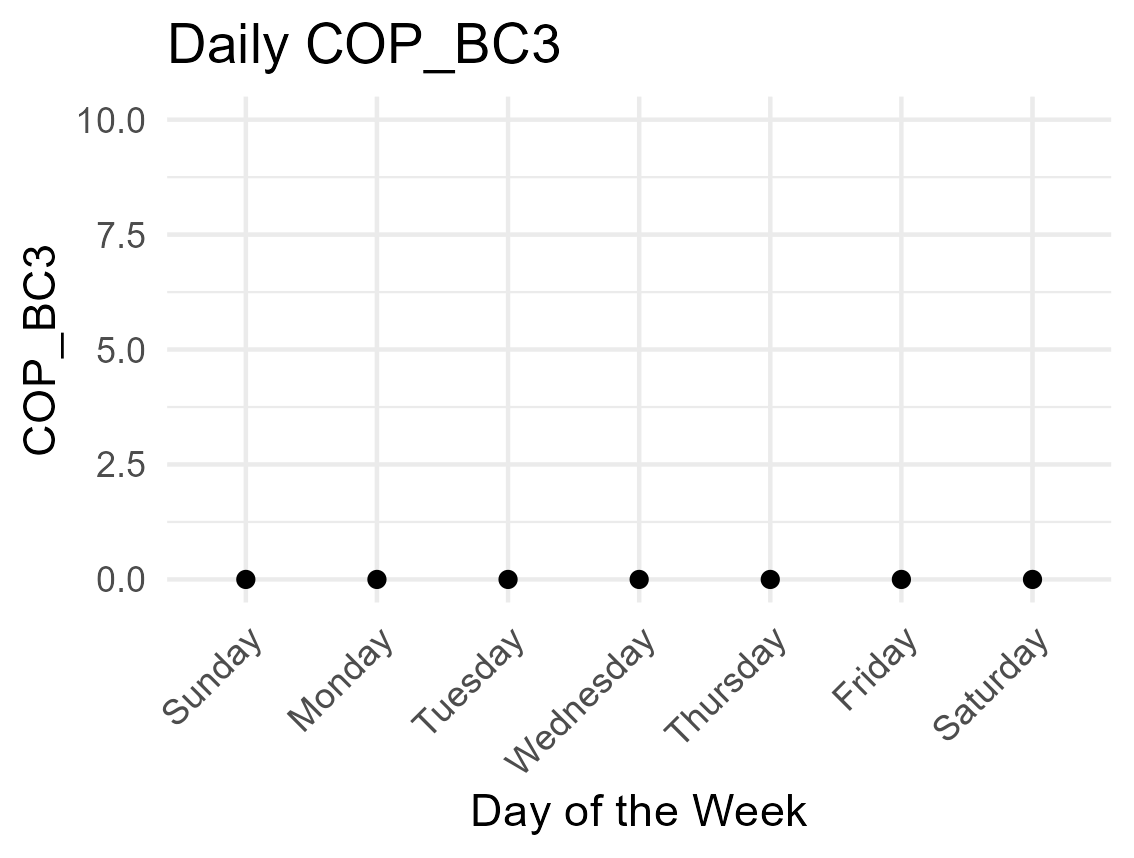 Daily COP_BC3
COP_BC3
10.0
7.5
5.0
2.5
0.0
Sunday
Monday
Tuesday
Wednesday
Thursday
Friday
Saturday
Day of the Week